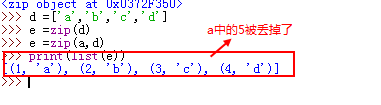 <zip object at 0x0372F350>
>>> d =['a','b','c','d']
>>> e =zip(d)
>>> e =zip(a,d)
a中的5被丢掉了
>>> print(list(e))
[(1, 'a'), (2, 'b'), (3, 'c'), (4, 'd')]
>>>